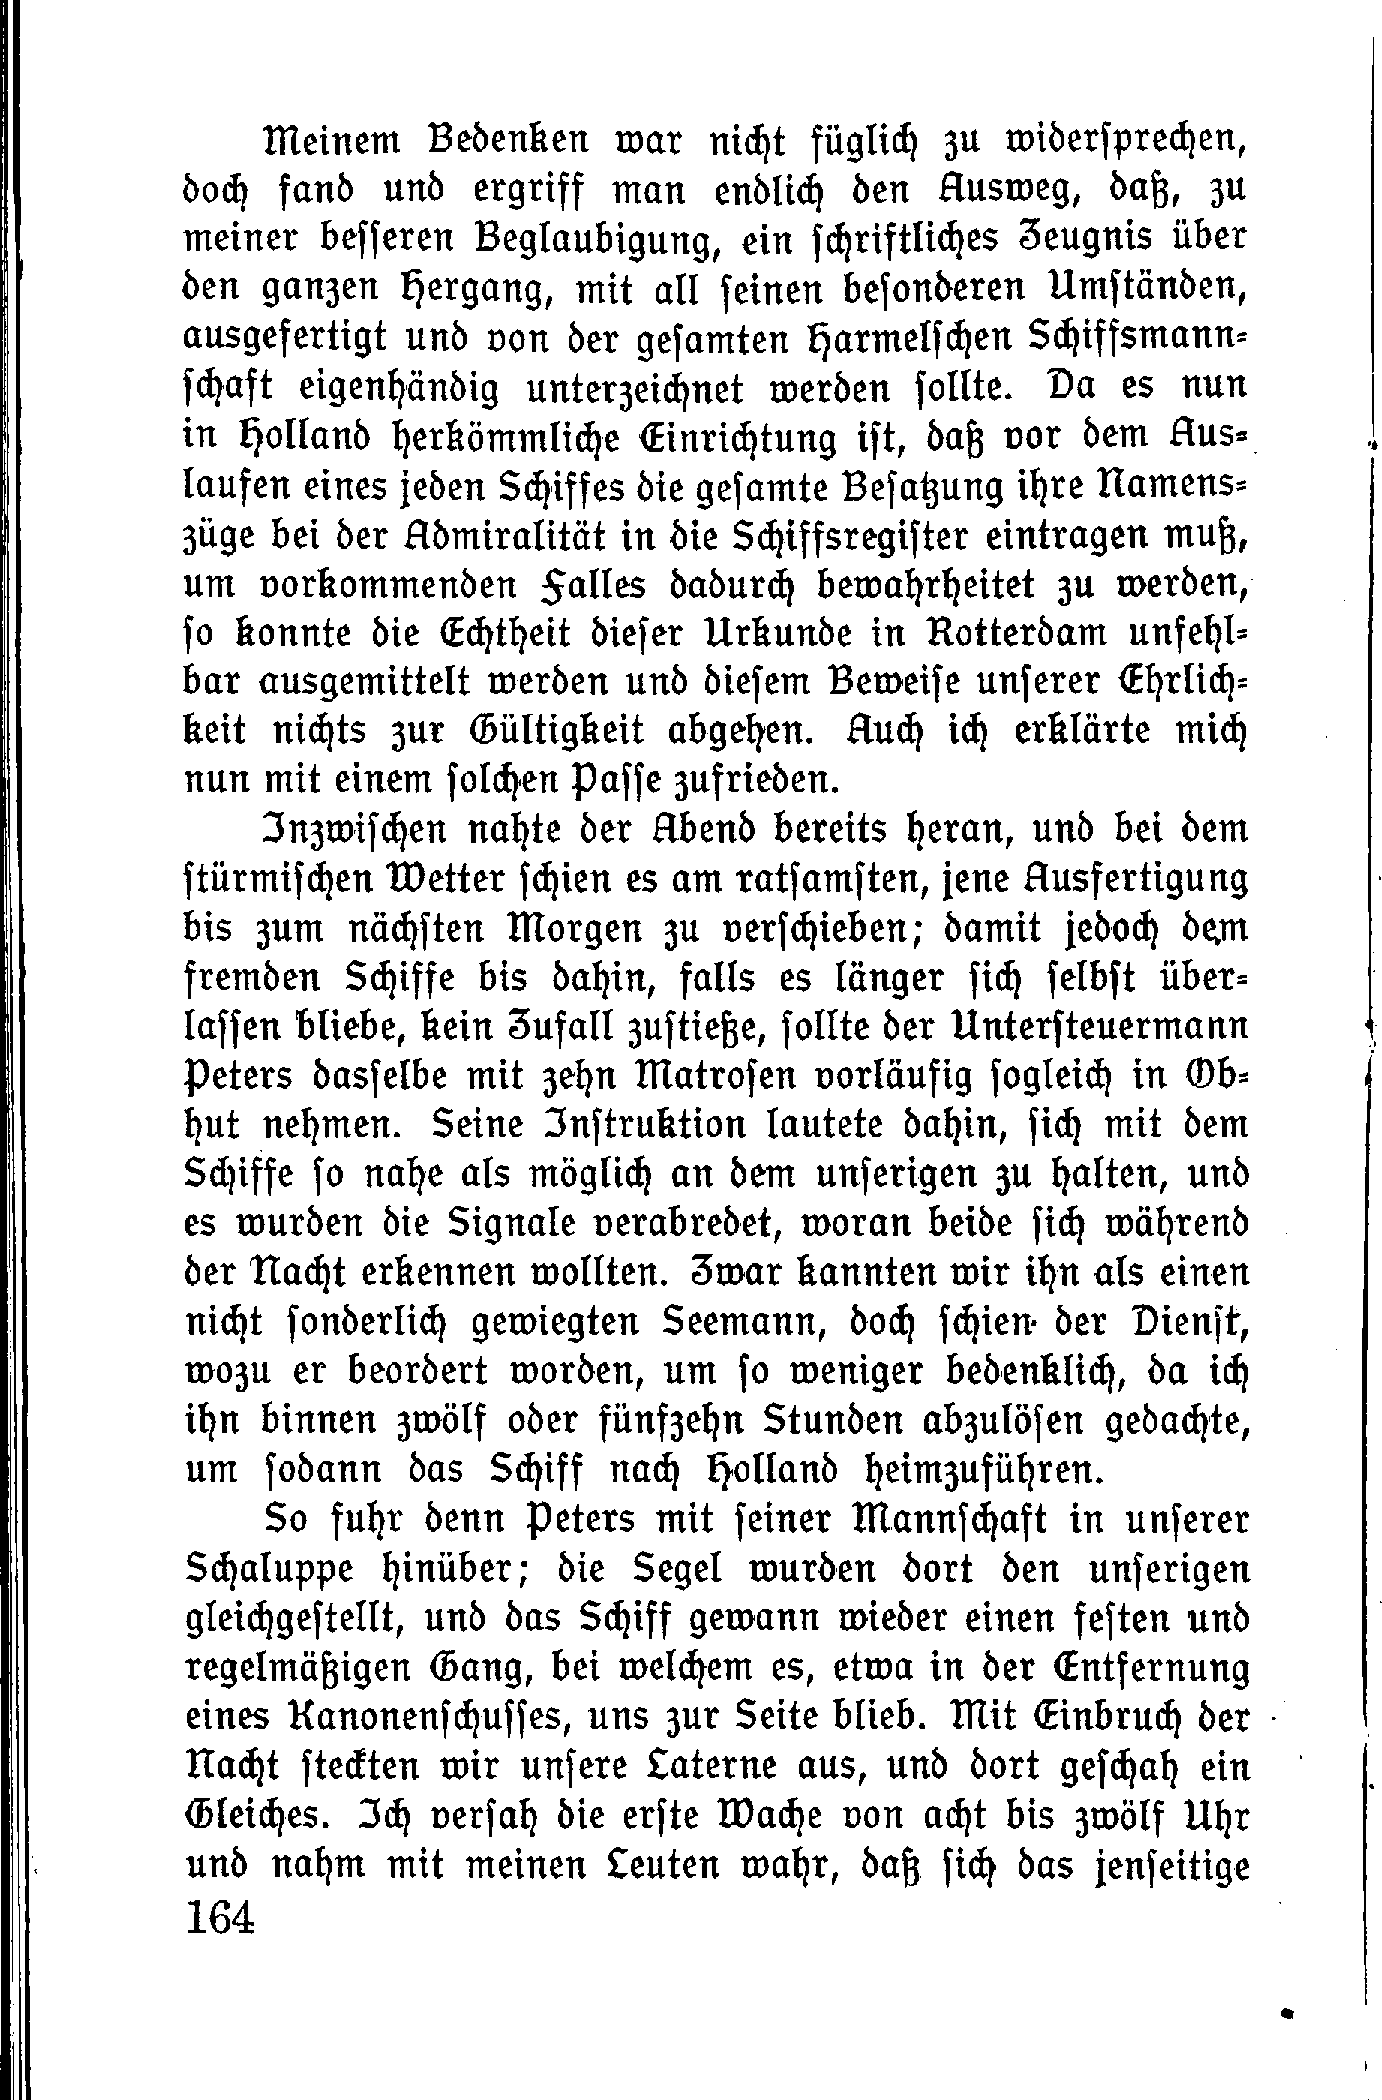 Meinem Bedenken war nicht füglich zu widersprechen,
doch fand und ergriff man endlich den Ausweg, daß, zu
meiner besseren Beglaubigung, ein schriftliches Zeugnis über
den ganzen Hergang, mit all seinen besonderen Umständen,
ausgefertigt und von der gesamten Harmelschen Schiffsmann-
schaft eigenhändig unterzeichnet werden sollte. Da es nun
in Holland herkömmliche Einrichtung ist, daß vor dem Aus-
laufen eines jeden Schiffes die gesamte Besatzung ihre Namens-
züge bei der Admiralität in die Schiffsregister eintragen muß,
um vorkommenden Falles dadurch bewahrheitet zu werden,
so konnte die Echtheit dieser Urkunde in Rotterdam unfehl-
bar ausgemittelt werden und diesem Beweise unserer Ehrlich-
keit nichts zur Gültigkeit abgehen. Auch ich erklärte mich
nun mit einem solchen Passe zufrieden.
Inzwischen nahte der Abend bereits heran, und bei dem
stürmischen Wetter schien es am ratsamsten, jene Ausfertigung
bis zum nächsten Morgen zu verschieben; damit jedoch dem
fremden Schiffe bis dahin, falls es länger sich selbst über-
lassen bliebe, kein Zufall zustieße, sollte der Untersteuermann
Peters dasselbe mit zehn Matrosen vorläufig sogleich in Ob-
hut nehmen. Seine Instruktion lautete dahin, sich mit dem
Schiffe so nahe als möglich an dem unserigen zu halten, und
es wurden die Signale verabredet, woran beide sich während
der Nacht erkennen wollten. Zwar kannten wir ihn als einen
nicht sonderlich gewiegten Seemann, doch schien der Dienst,
wozu er beordert worden, um so weniger bedenklich, da ich
ihn binnen zwölf oder fünfzehn Stunden abzulösen gedachte,
um sodann das Schiff nach Holland heimzuführen.
So fuhr denn Peters mit seiner Mannschaft in unserer
Schaluppe hinüber; die Segel wurden dort den unserigen
gleichgestellt, und das Schiff gewann wieder einen festen und
regelmäßigen Gang, bei welchem es, etwa in der Entfernung
eines Kanonenschusses, uns zur Seite blieb. Mit Einbruch der
Nacht steckten wir unsere Laterne aus, und dort geschah ein
Gleiches. Ich versah die erste Wache von acht bis zwölf Uhr
und nahm mit meinen Leuten wahr, daß sich das jenseitige
164